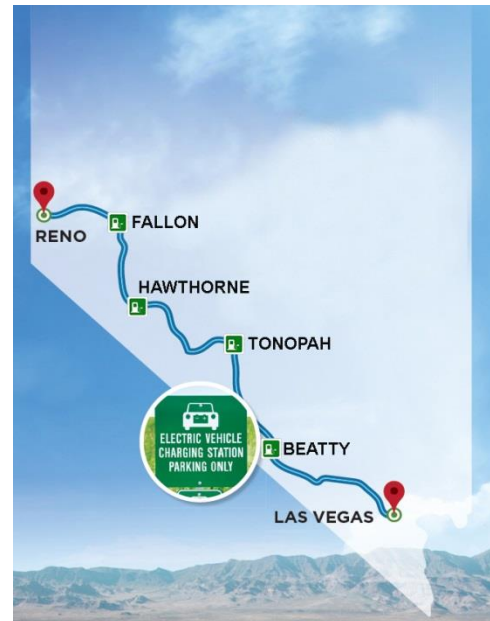 FALLON
RENO
HAWTHORNE
TONOPAH
ELECTRIC VEHICLE
CHARGING STATION
PARKING ONLY
BEATTY
LAS VEGAS